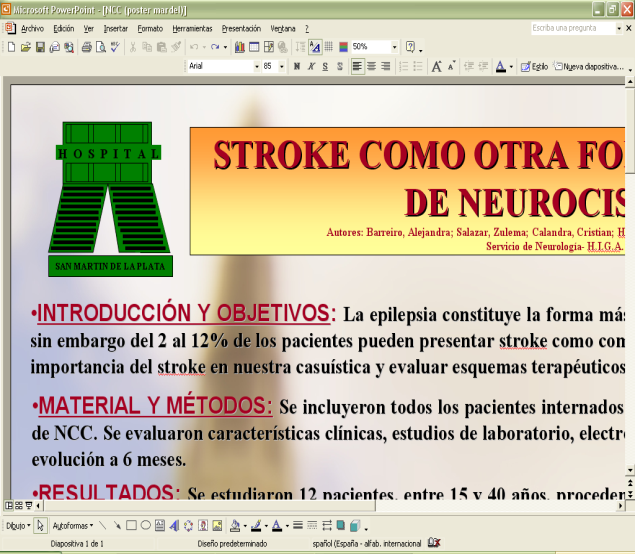 Microsoft PowerPoint - [NCC (poster mardel)]
Archivo Edición Ver Insertar Formato Herramientas Presentación Ventana ?
Escriba una pregunta
50%
Arial 85 N K S S Estilo Nueva diapositiva...
HOSPITAL
SAN MARTIN DE LA PLATA
STROKE COMO OTRA FO
DE NEUROCIS
Autores: Barreiro, Alejandra; Salazar, Zulema; Calandra, Cristian; H
Servicio de Neurología- H.I.G.A.
•INTRODUCCIÓN Y OBJETIVOS: La epilepsia constituye la forma más
sin embargo del 2 al 12% de los pacientes pueden presentar stroke como com
importancia del stroke en nuestra casuística y evaluar esquemas terapéuticos
•MATERIAL Y MÉTODOS: Se incluyeron todos los pacientes internados
de NCC. Se evaluaron características clínicas, estudios de laboratorio, electr
evolución a 6 meses.
•RESULTADOS: Se estudiaron 12 pacientes, entre 15 y 40 años, proceden
Dibujo Autoformas
Diapositiva 1 de 1 Diseño predeterminado spañol (España - alfab. internacional